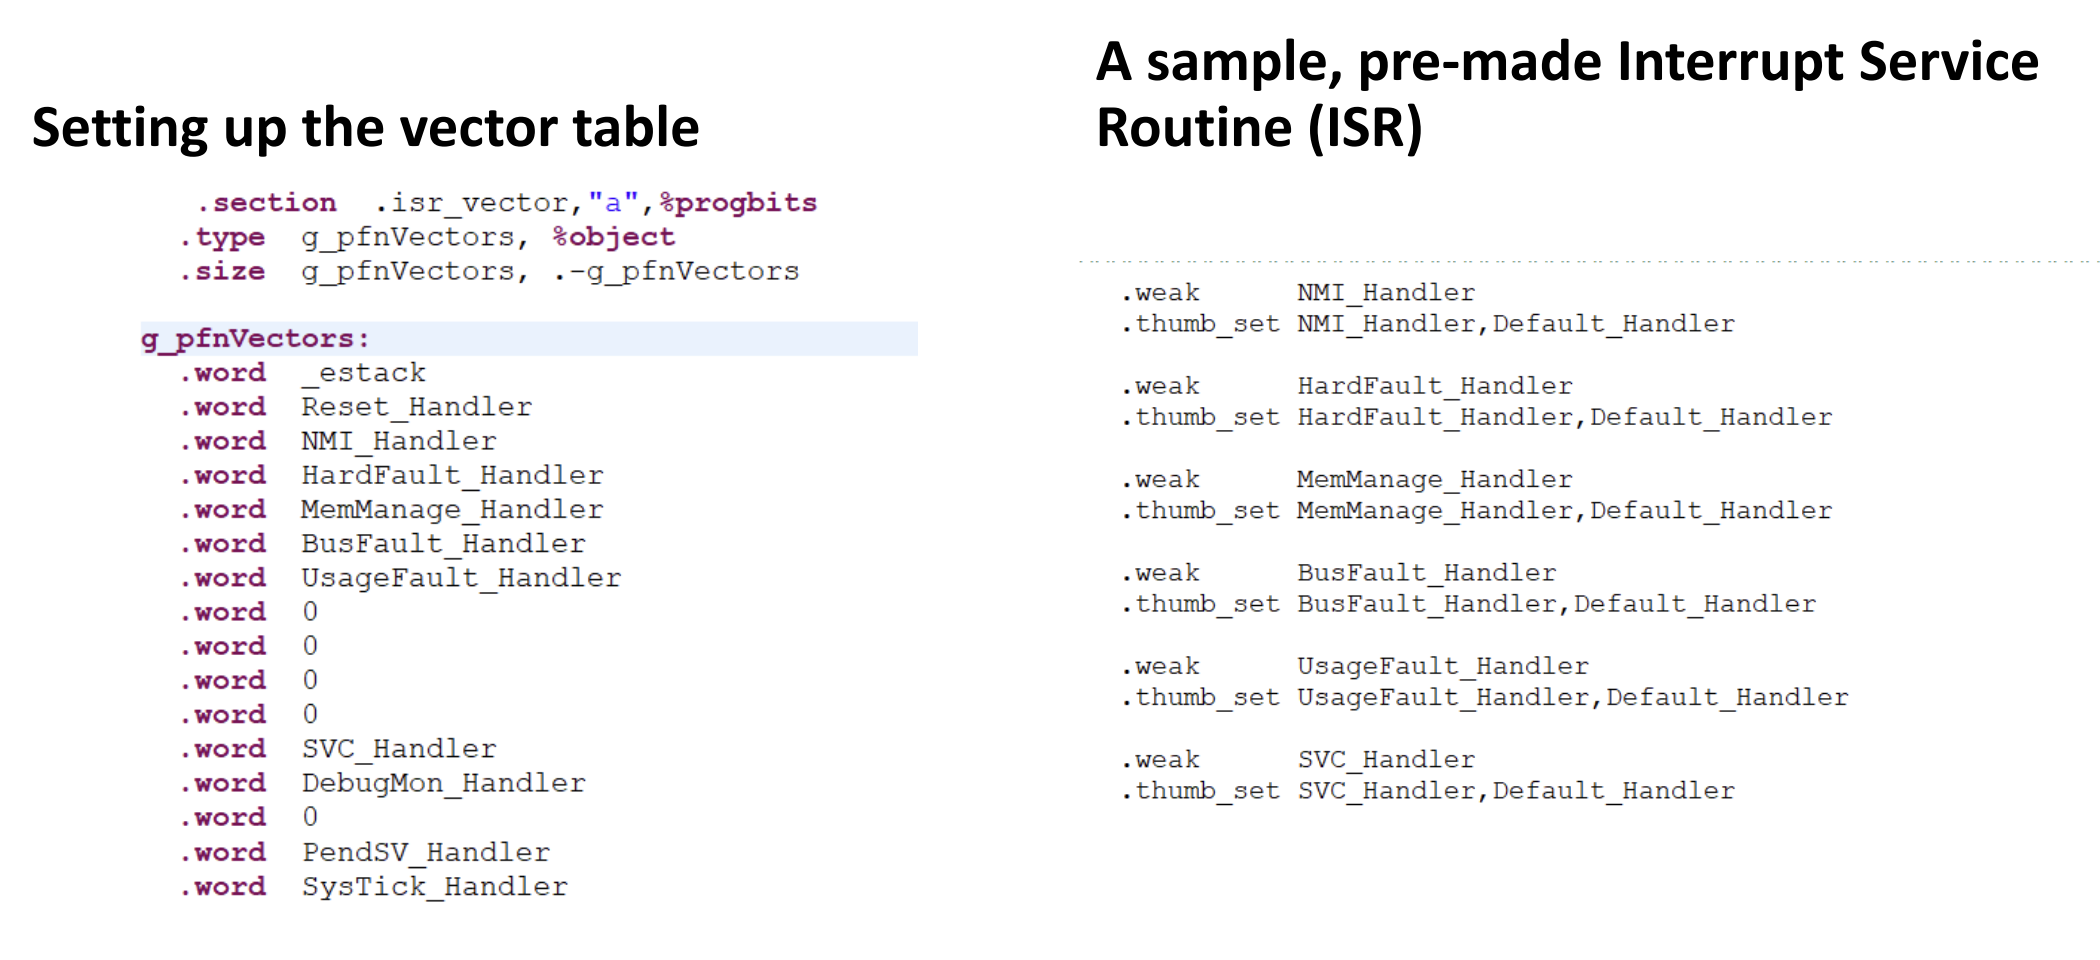 Setting up the vector table
.section .isr_vector,"a",%progbits
.type g_pfnVectors, %object
.size g_pfnVectors, .-g_pfnVectors
g_pfnVectors:
.word _estack
.word Reset_Handler
.word NMI_Handler
.word HardFault_Handler
.word MemManage_Handler
.word BusFault_Handler
.word UsageFault_Handler
.word 0
.word 0
.word 0
.word 0
.word SVC_Handler
.word DebugMon_Handler
.word 0
.word PendSV_Handler
.word SysTick_Handler
A sample, pre-made Interrupt Service
Routine (ISR)
.weak NMI_Handler
.thumb_set NMI_Handler,Default_Handler
.weak HardFault_Handler
.thumb_set HardFault_Handler,Default_Handler
.weak MemManage_Handler
.thumb_set MemManage_Handler,Default_Handler
.weak BusFault_Handler
.thumb_set BusFault_Handler,Default_Handler
.weak UsageFault_Handler
.thumb_set UsageFault_Handler,Default_Handler
.weak SVC_Handler
.thumb_set SVC_Handler,Default_Handler